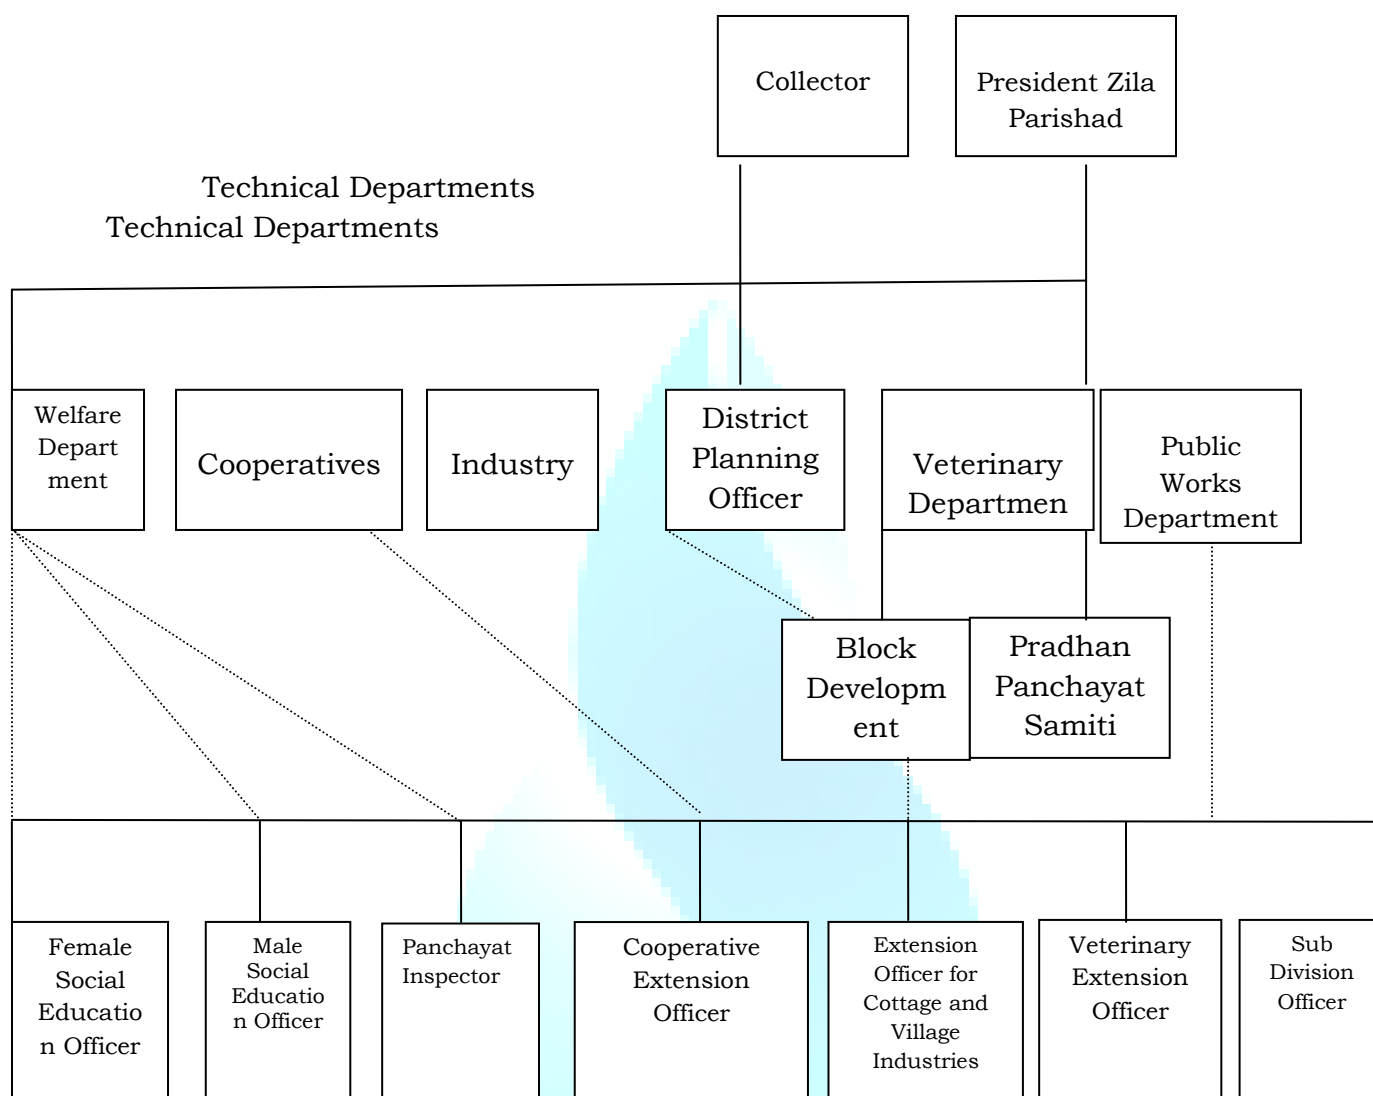 Collector
President Zila
Parishad
Technical Departments
Technical Departments
Welfare
Depart
ment
Cooperatives
Industry
District
Planning
Officer
Veterinary
Departmen
Public
Works
Department
Block
Developm
ent
Pradhan
Panchayat
Samiti
Female
Social
Educatio
n Officer
Male
Social
Educatio
n Officer
Panchayat
Inspector
Cooperative
Extension
Officer
Extension
Officer for
Cottage and
Village
Industries
Veterinary
Extension
Officer
Sub
Division
Officer